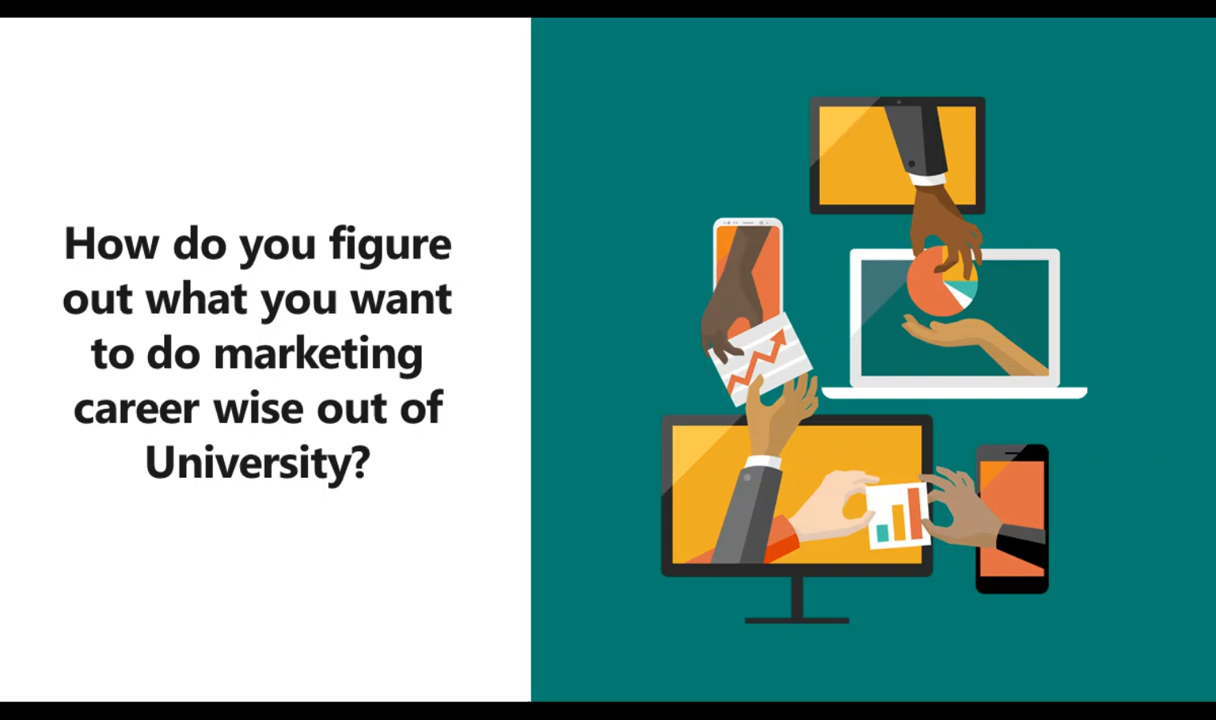 How do you figure
out what you want
to do marketing
career wise out of
University?